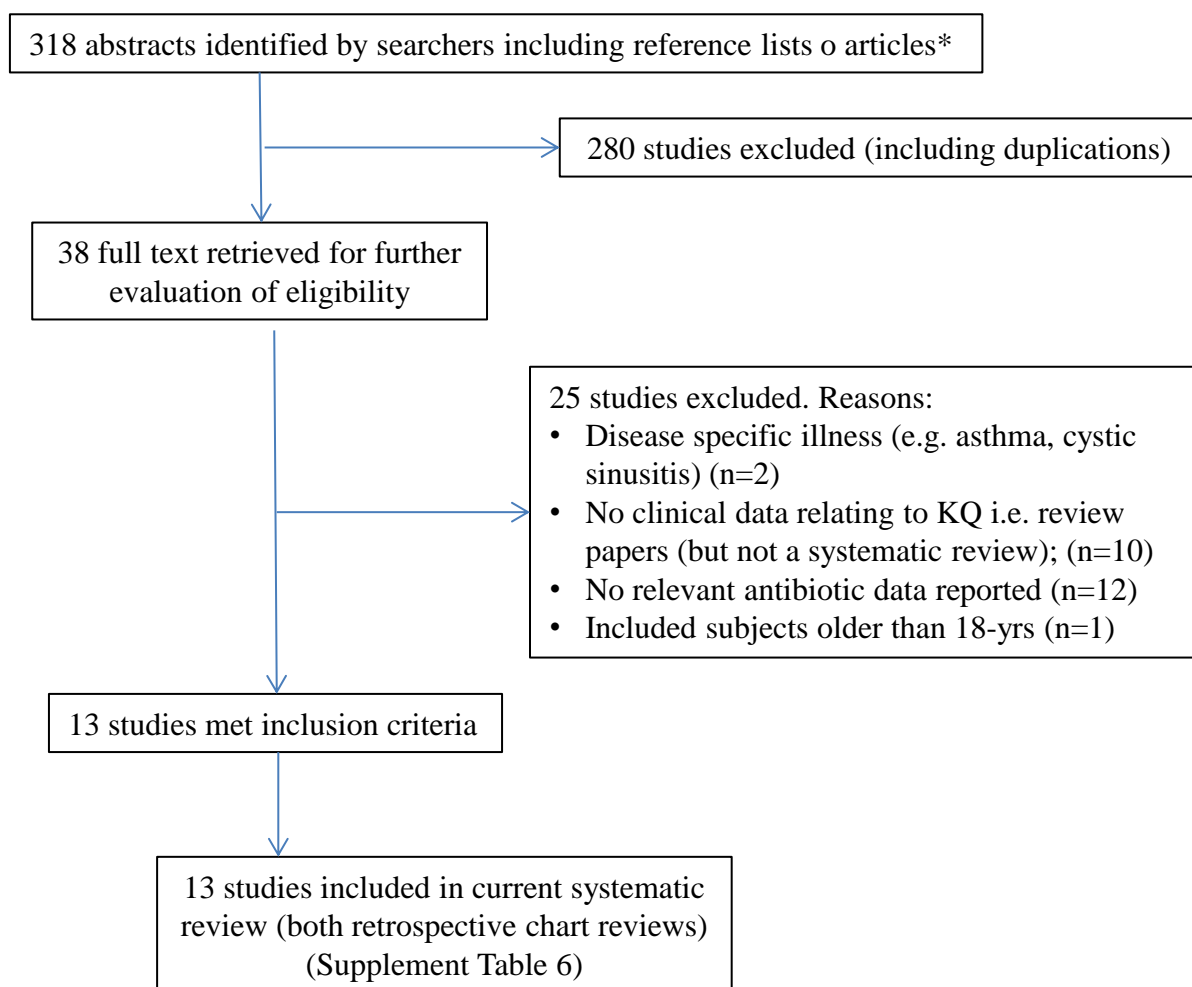 318 abstracts identified by searchers including reference lists o articles*
280 studies excluded (including duplications)
38 full text retrieved for further
evaluation of eligibility
25 studies excluded. Reasons:
• Disease specific illness (e.g. asthma, cystic
sinusitis) (n=2)
• No clinical data relating to KQ i.e. review
papers (but not a systematic review); (n=10)
• No relevant antibiotic data reported (n=12)
• Included subjects older than 18-yrs (n=1)
13 studies met inclusion criteria
13 studies included in current systematic
review (both retrospective chart reviews)
(Supplement Table 6)